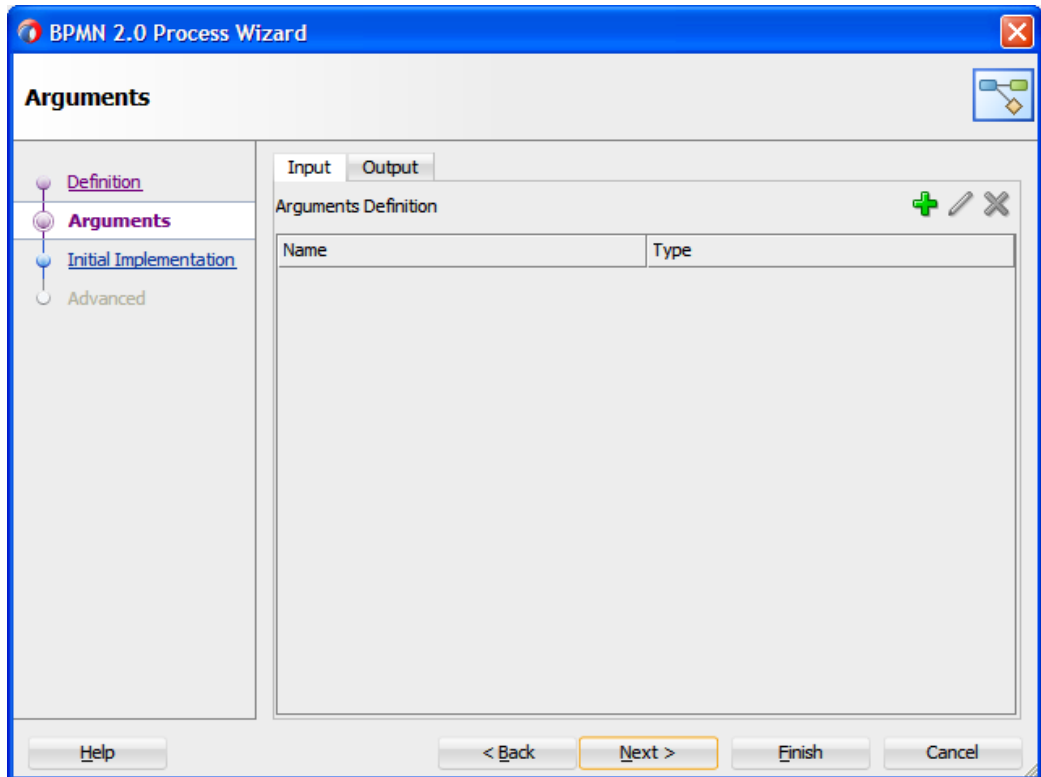 BPMN 2.0 Process Wizard
Arguments
Definition
Arguments
Initial Implementation
Advanced
Input Output
Arguments Definition
Name Type
Help < Back Next > Finish Cancel